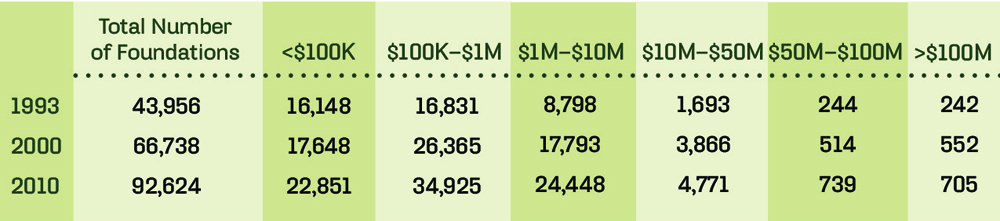 Total Number of Foundations <$100K $100K–$1M $1M–$10M $10M–$50M $50M–$100M >$100M
1993 43,956 16,148 16,831 8,798 1,693 244 242
2000 66,738 17,648 26,365 17,793 3,866 514 552
2010 92,624 22,851 34,925 24,448 4,771 739 705